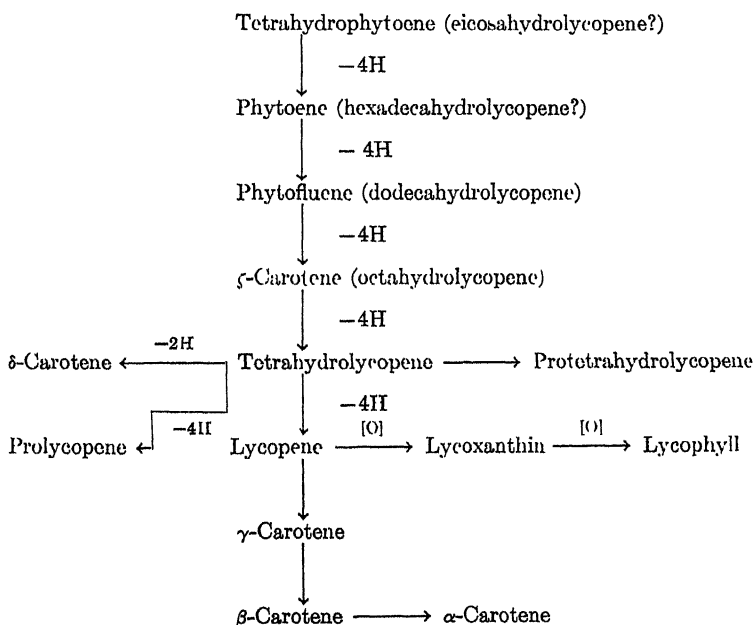 Tetrahydrophytoene (eicosahydrolycopene?)
−4H
Phytoene (hexadecahydrolycopene?)
− 4H
Phytofluene (dodecahydrolycopene)
−4H
ζ-Carotene (octahydrolycopene)
−4H
−2H
δ-Carotene Tetrahydrolycopene Protetrahydrolycopene
−4H
−4H [O] [O]
Prolycopene Lycopene Lycoxanthin Lycophyll
γ-Carotene
β-Carotene α-Carotene